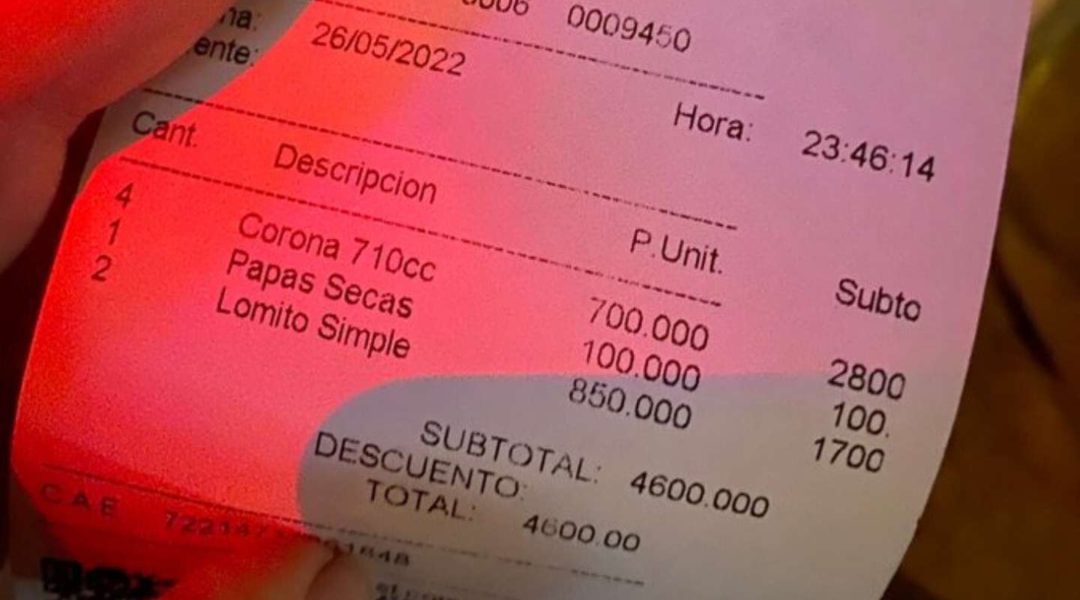 0006 0009450
na: 26/05/2022 Hora: 23:46:14
ente:
Cant. Descripcion P.Unit. Subto
4 Corona 710cc 700.000 2800
1 Papas Secas 100.000 100.
2 Lomito Simple 850.000 1700
SUBTOTAL: 4600.000
DESCUENTO:
TOTAL: 4600.00
CAE